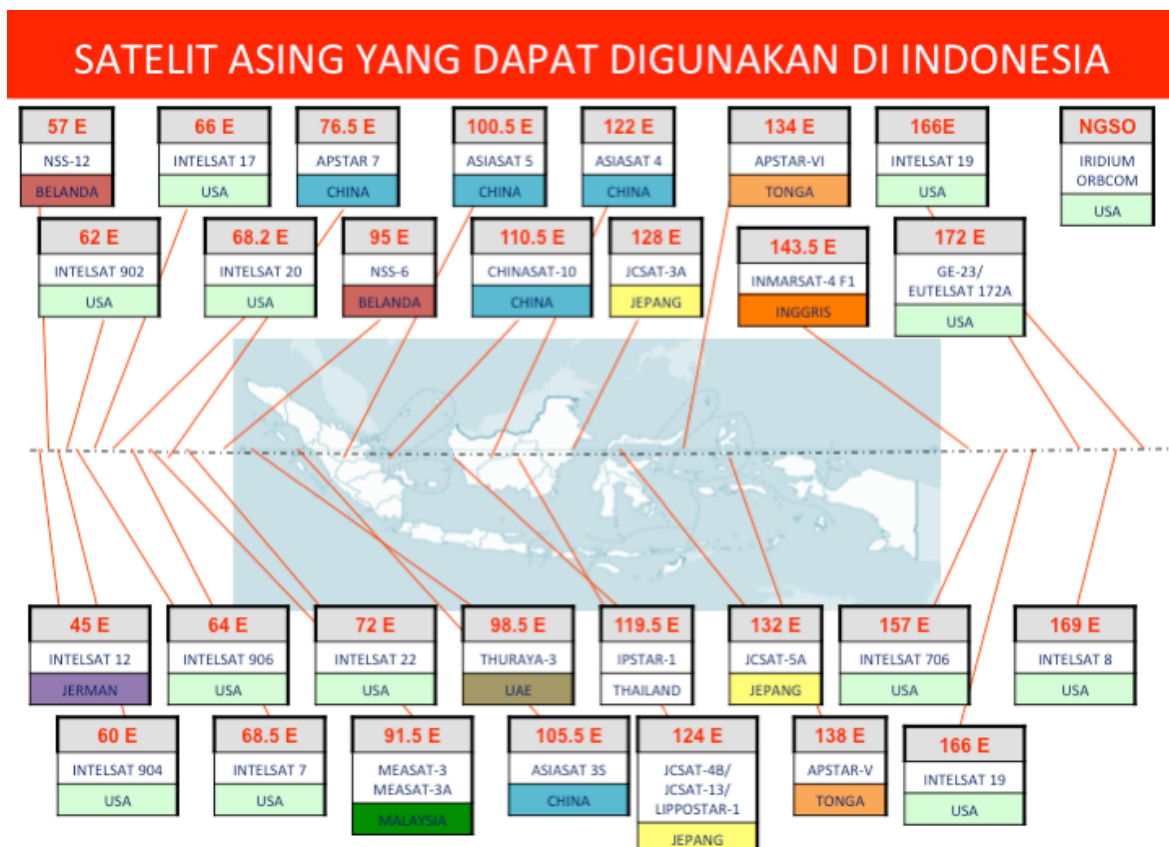 SATELIT ASING YANG DAPAT DIGUNAKAN DI INDONESIA
57 E
NSS-12
BELANDA
66 E
INTELSAT 17
USA
76.5 E
APSTAR 7
CHINA
100.5 E
ASIASAT 5
CHINA
122 E
ASIASAT 4
CHINA
134 E
APSTAR-VI
TONGA
166E
INTELSAT 19
USA
NGSO
IRIDIUM
ORBCOM
USA
62 E
INTELSAT 902
USA
68.2 E
INTELSAT 20
USA
95 E
NSS-6
BELANDA
110.5 E
CHINASAT-10
CHINA
128 E
JCSAT-3A
JEPANG
143.5 E
INMARSAT-4 F1
INGGRIS
172 E
GE-23/
EUTELSAT 172A
USA
45 E
INTELSAT 12
JERMAN
64 E
INTELSAT 906
USA
72 E
INTELSAT 22
USA
98.5 E
THURAYA-3
UAE
119.5 E
IPSTAR-1
THAILAND
132 E
JCSAT-5A
JEPANG
157 E
INTELSAT 706
USA
169 E
INTELSAT 8
USA
60 E
INTELSAT 904
USA
68.5 E
INTELSAT 7
USA
91.5 E
MEASAT-3
MEASAT-3A
MALAYSIA
105.5 E
ASIASAT 3S
CHINA
124 E
JCSAT-4B/
JCSAT-13/
LIPPOSTAR-1
JEPANG
138 E
APSTAR-V
TONGA
166 E
INTELSAT 19
USA